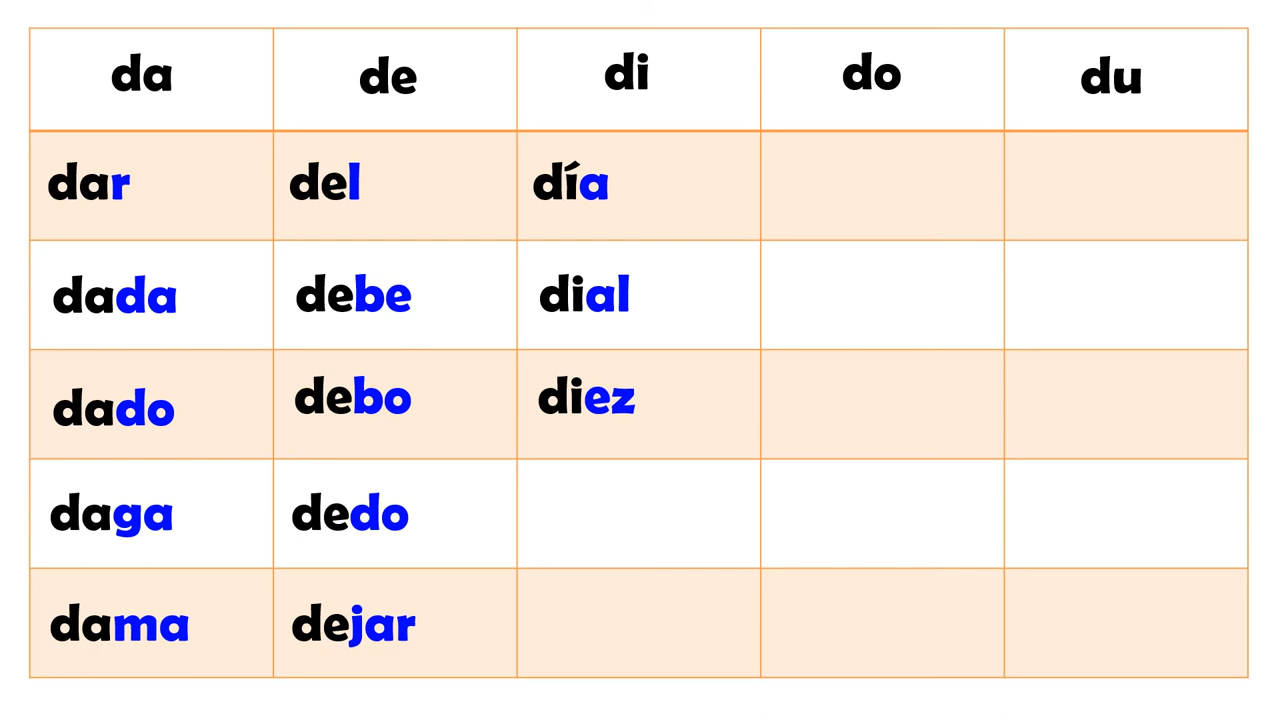 da de di do du
dar del día
dada debe dial
dado debo diez
daga dedo
dama dejar